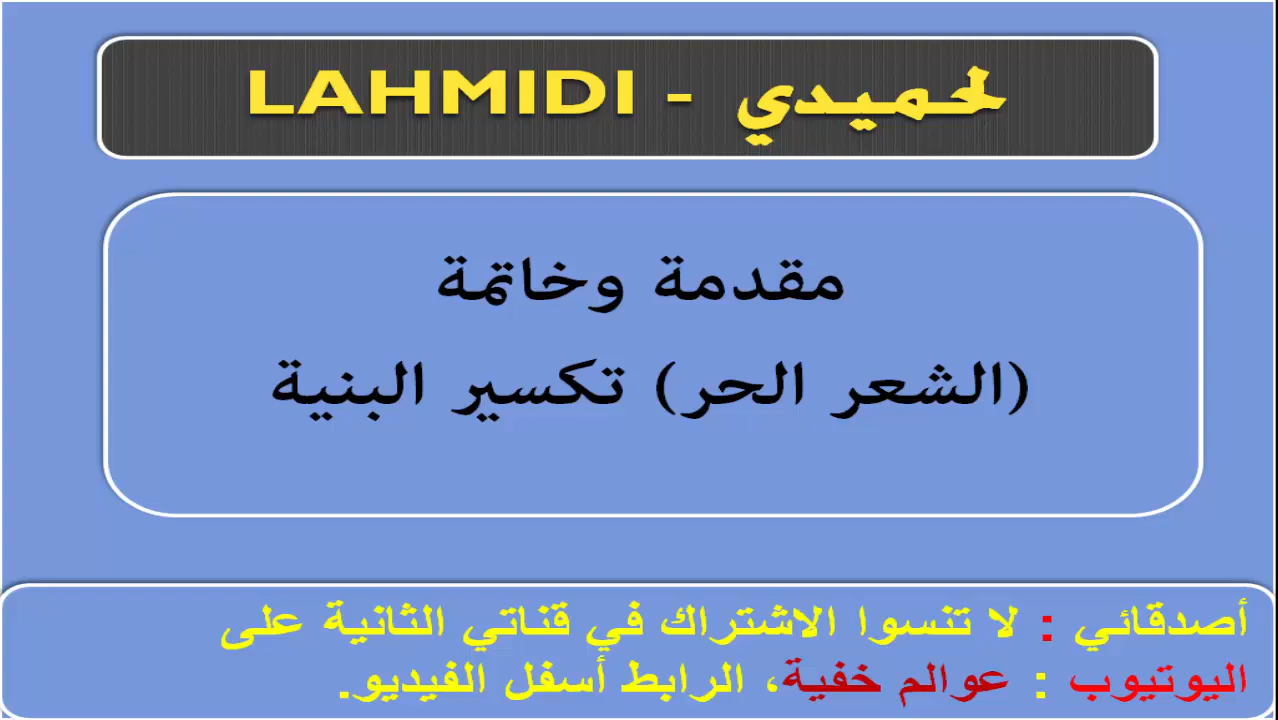 لحميدي - LAHMIDI
مقدمة وخاتمة
(الشعر الحر) تكسير البنية
أصدقائي : لا تنسوا الاشتراك في قناتي الثانية على
اليوتيوب : عوالم خفية، الرابط أسفل الفيديو.